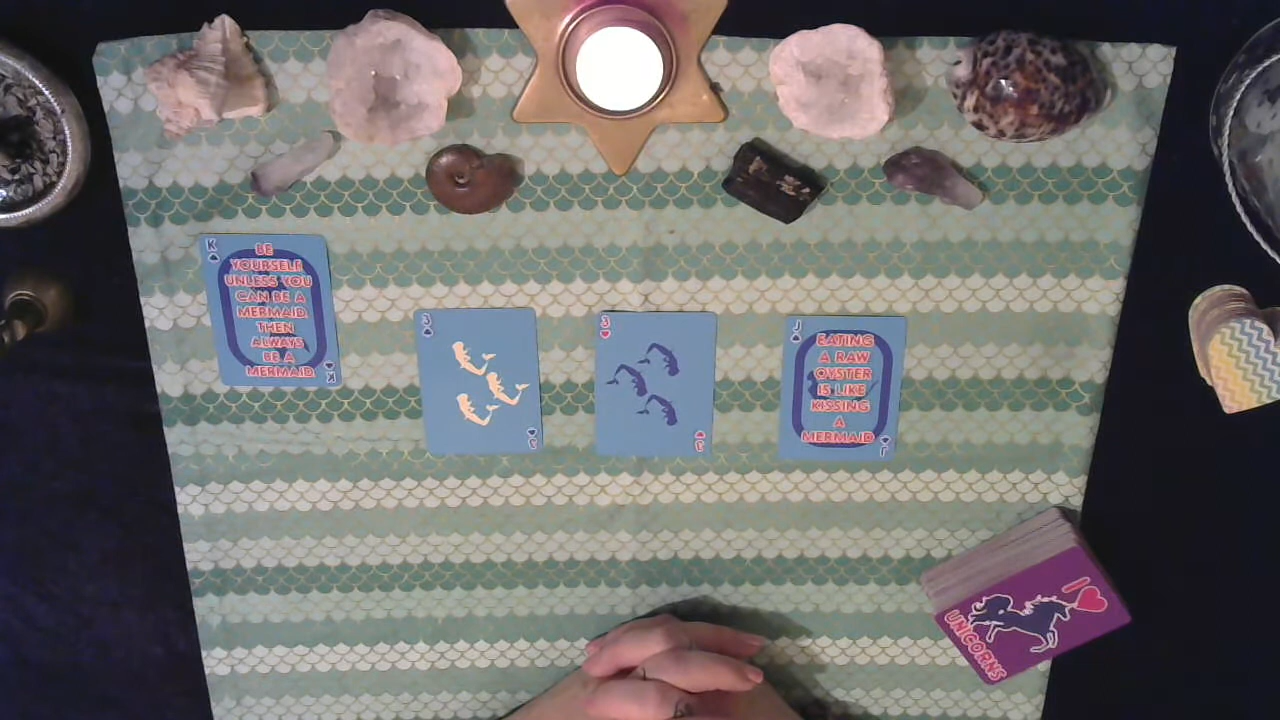 K
BE
YOURSELF
UNLESS YOU
CAN BE A
MERMAID
THEN
ALWAYS
BE A
MERMAID
K
3
3
3
3
J
EATING
A RAW
OYSTER
IS LIKE
KISSING
A
MERMAID
J
I
UNICORNS